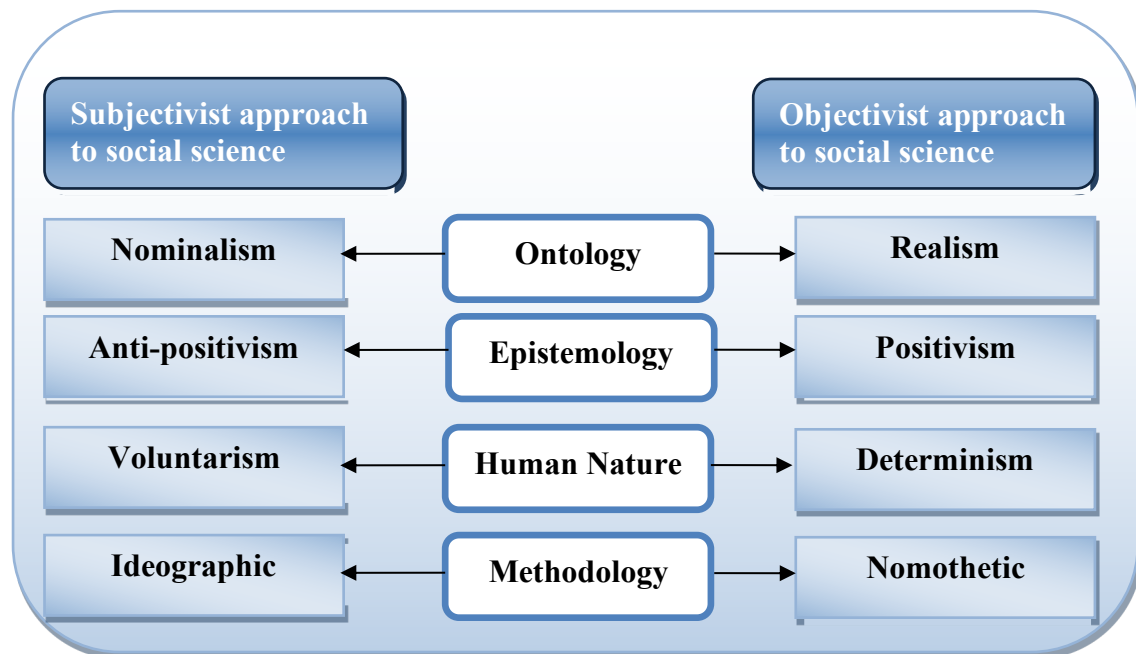 Subjectivist approach
to social science
Objectivist approach
to social science
Nominalism
Ontology
Realism
Anti-positivism
Epistemology
Positivism
Voluntarism
Human Nature
Determinism
Ideographic
Methodology
Nomothetic